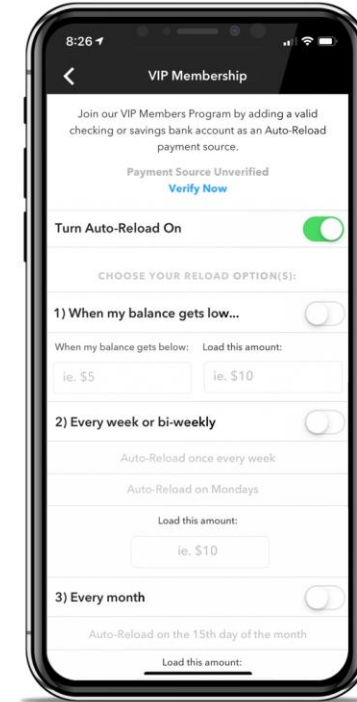 8:26
VIP Membership
Join our VIP Members Program by adding a valid
checking or savings bank account as an Auto-Reload
payment source.
Payment Source Unverified
Verify Now
Turn Auto-Reload On
CHOOSE YOUR RELOAD OPTION(S):
1) When my balance gets low...
When my balance gets below: Load this amount:
ie. $5 ie. $10
2) Every week or bi-weekly
Auto-Reload once every week
Auto-Reload on Mondays
Load this amount:
ie. $10
3) Every month
Auto-Reload on the 15th day of the month
Load this amount: